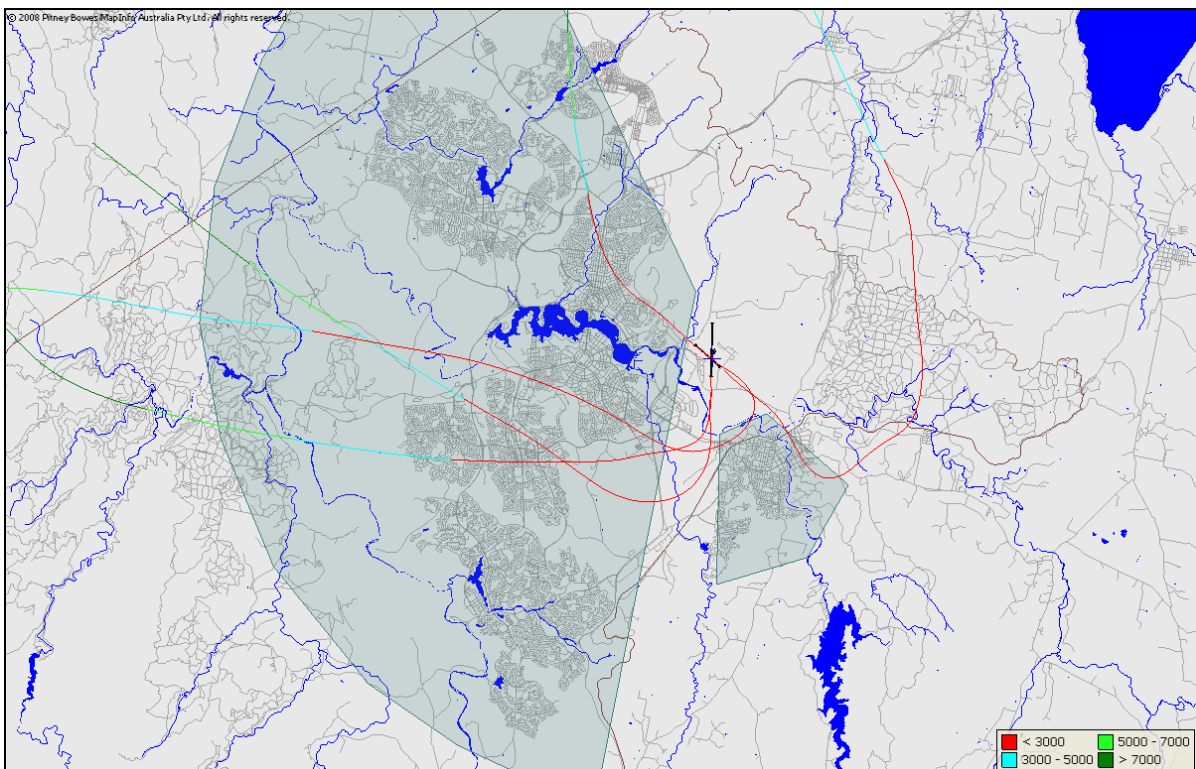 © 2008 Pitney Bowes MapInfo Australia Pty Ltd. All rights reserved.
< 3000 5000 - 7000
3000 - 5000 > 7000